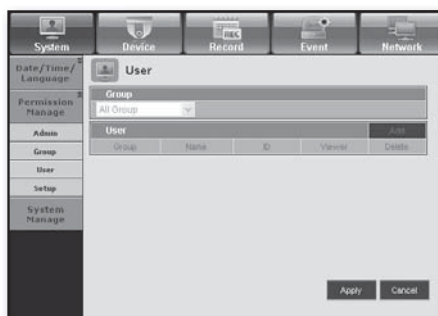 System Device Record Event Network
REC
Date/Time/
Language
Permission
Manage
Admin
Group
User
Setup
System
Manage
User
Group
All Group
User Add
Group Name ID Viewer Delete
Apply Cancel